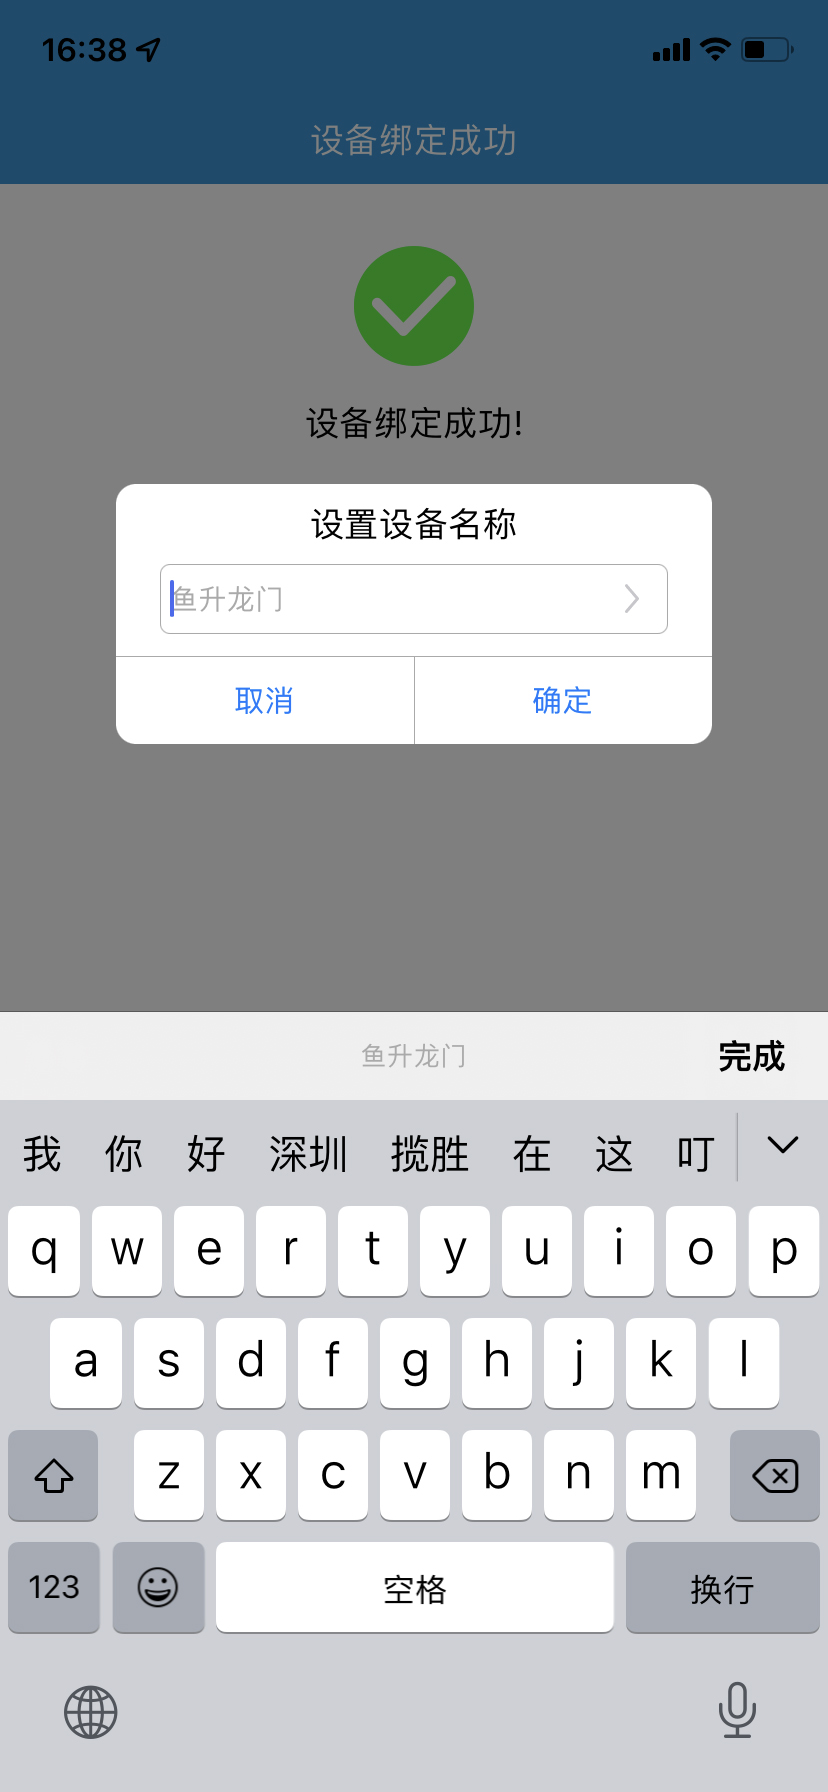 16:38
设备绑定成功
设备绑定成功!
设置设备名称
鱼升龙门
取消 确定
鱼升龙门 完成
我 你 好 深圳 揽胜 在 这 叮
q w e r t y u i o p
a s d f g h j k l
z x c v b n m
123 空格 换行